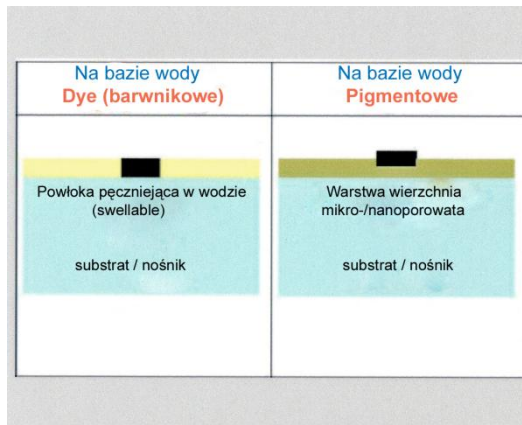 Na bazie wody
Dye (barwnikowe)
Na bazie wody
Pigmentowe
Powłoka pęczniejąca w wodzie
(swellable)
substrat / nośnik
Warstwa wierzchnia
mikro-/nanoporowata
substrat / nośnik